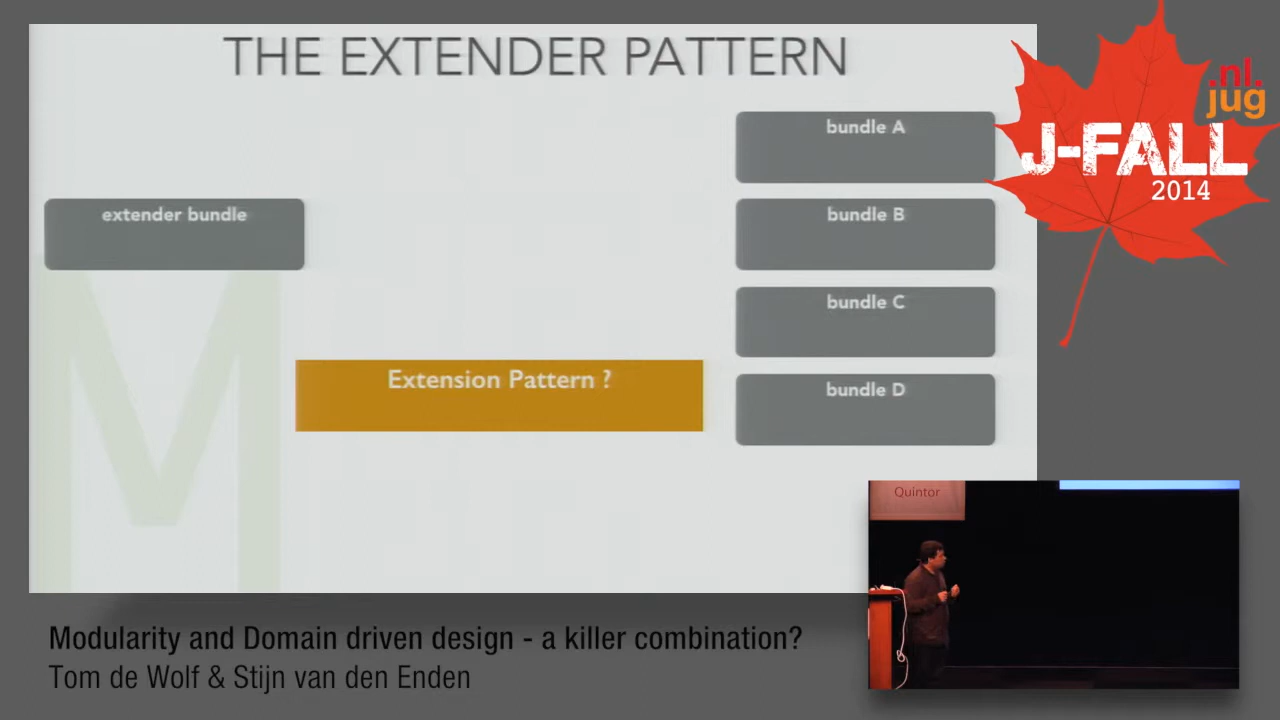 THE EXTENDER PATTERN
bundle A
extender bundle
bundle B
bundle C
Extension Pattern ?
bundle D
M
.nl.
jug
J-FALL
2014
Quintor
Modularity and Domain driven design - a killer combination?
Tom de Wolf & Stijn van den Enden